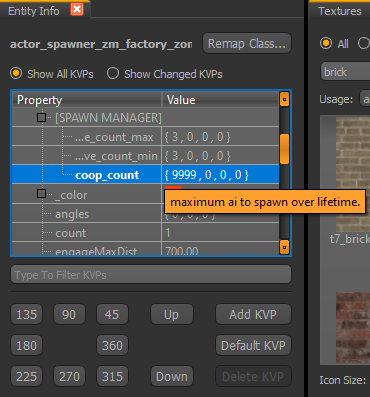 Entity Info
Textures
actor_spawner_zm_factory_zon
Remap Class...
All
Show All KVPs
Show Changed KVPs
brick
Property
Value
Usage:
[SPAWN MANAGER]
...e_count_max
{ 3 , 0 , 0 , 0 }
...ve_count_min
{ 3 , 0 , 0 , 0 }
coop_count
{ 9999 , 0 , 0 , 0 }
_color
maximum ai to spawn over lifetime.
angles
count
1
t7_brick
engageMaxDist
700.00
Type To Filter KVPs
135
90
45
Up
Add KVP
180
360
Default KVP
225
270
315
Down
Delete KVP
Icon Size: